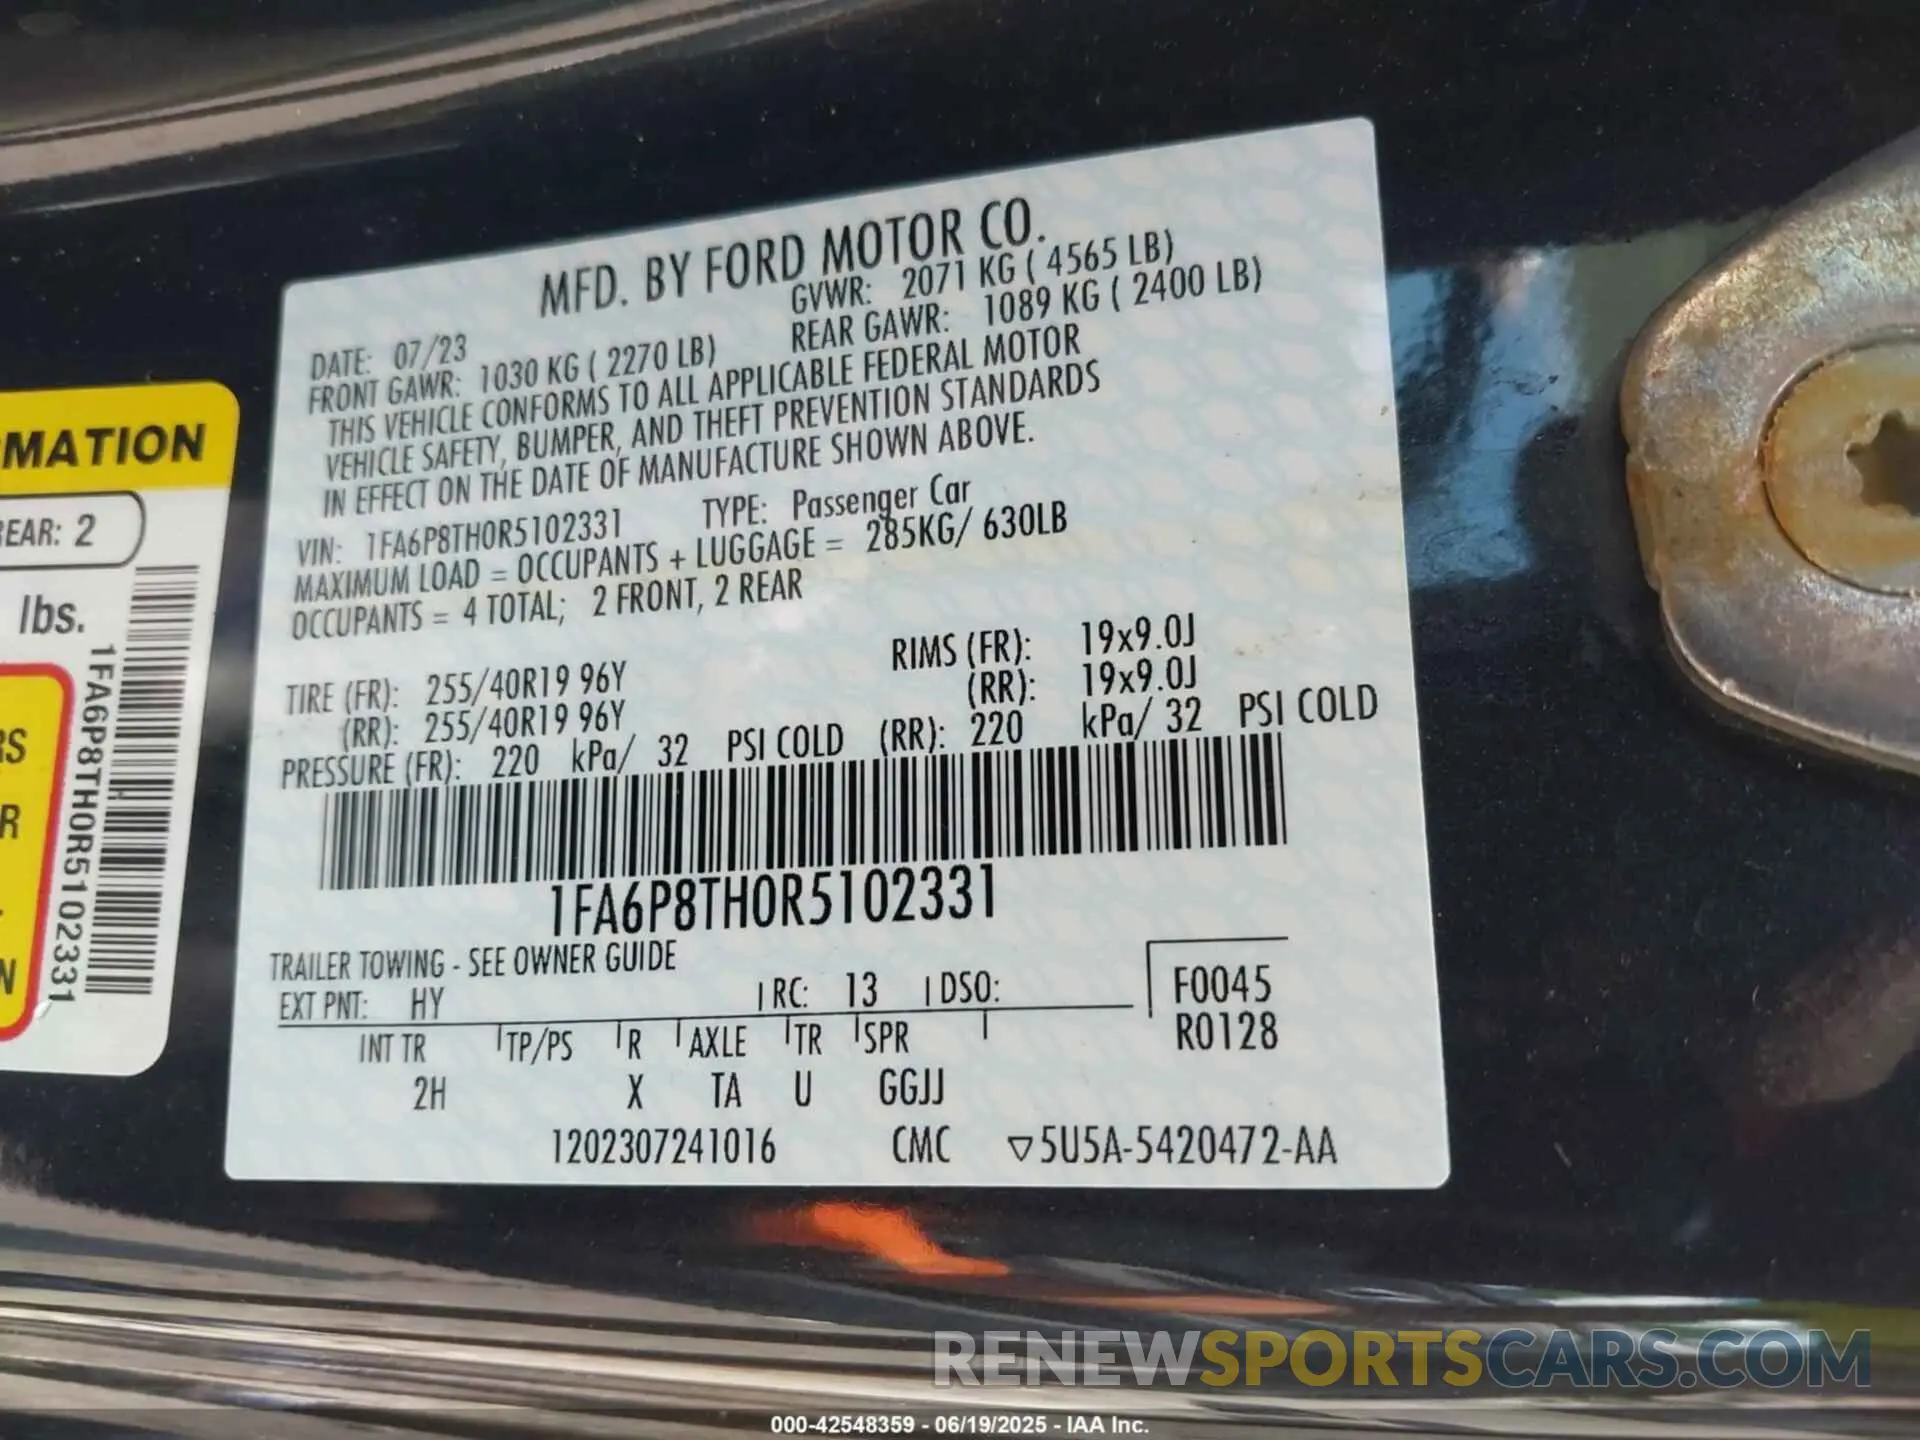 MFD. BY FORD MOTOR CO.
DATE: 07/23 GVWR: 2071 KG ( 4565 LB)
FRONT GAWR: 1030 KG ( 2270 LB) REAR GAWR: 1089 KG ( 2400 LB)
THIS VEHICLE CONFORMS TO ALL APPLICABLE FEDERAL MOTOR
VEHICLE SAFETY, BUMPER, AND THEFT PREVENTION STANDARDS
IN EFFECT ON THE DATE OF MANUFACTURE SHOWN ABOVE.
VIN: 1FA6P8TH0R5102331 TYPE: Passenger Car
MAXIMUM LOAD = OCCUPANTS + LUGGAGE = 285KG/ 630LB
OCCUPANTS = 4 TOTAL; 2 FRONT, 2 REAR
TIRE (FR): 255/40R19 96Y RIMS (FR): 19x9.0J
(RR): 255/40R19 96Y (RR): 19x9.0J
PRESSURE (FR): 220 kPa/ 32 PSI COLD (RR): 220 kPa/ 32 PSI COLD
1FA6P8TH0R5102331
TRAILER TOWING - SEE OWNER GUIDE
EXT PNT: HY RC: 13 DSO: F0045
INT TR TP/PS R AXLE TR SPR R0128
2H X TA U GGJJ
1202307241016 CMC ▽5U5A-5420472-AA
MATION
EAR: 2
lbs.
1FA6P8TH0R5102331
RS
R
N
RENEWSPORTSCARS.COM
000-42548359 - 06/19/2025 - IAA Inc.